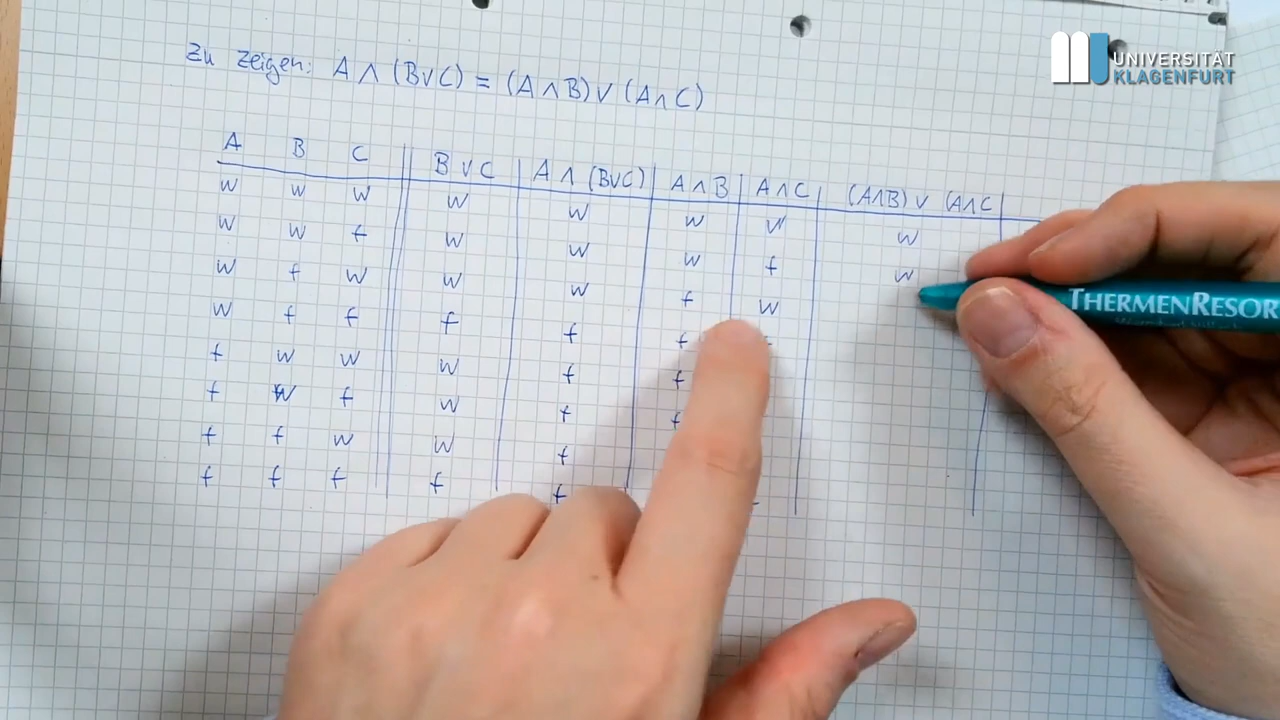 UNIVERSITÄT
KLAGENFURT
Zu zeigen: A ∧ (B∨C) = (A∧B) ∨ (A∧C)
A B C B ∨ C A ∧ (B∨C) A ∧ B A ∧ C (A∧B) ∨ (A∧C
w w w w w w w w
w w f w w w f w
w f w w w f w
w f f f f f
f w w w f f
f w f w f f
f f w w f
f f f f f
THERMENRESOR